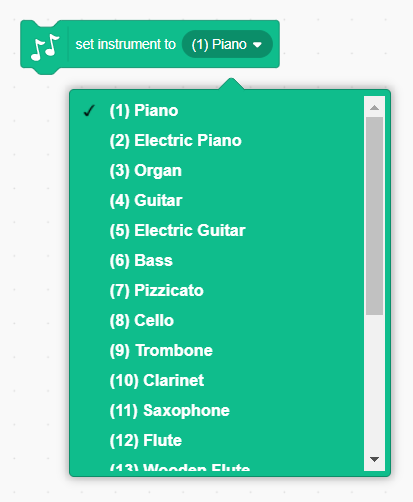 set instrument to (1) Piano
(1) Piano
(2) Electric Piano
(3) Organ
(4) Guitar
(5) Electric Guitar
(6) Bass
(7) Pizzicato
(8) Cello
(9) Trombone
(10) Clarinet
(11) Saxophone
(12) Flute
(13) Wooden Flute